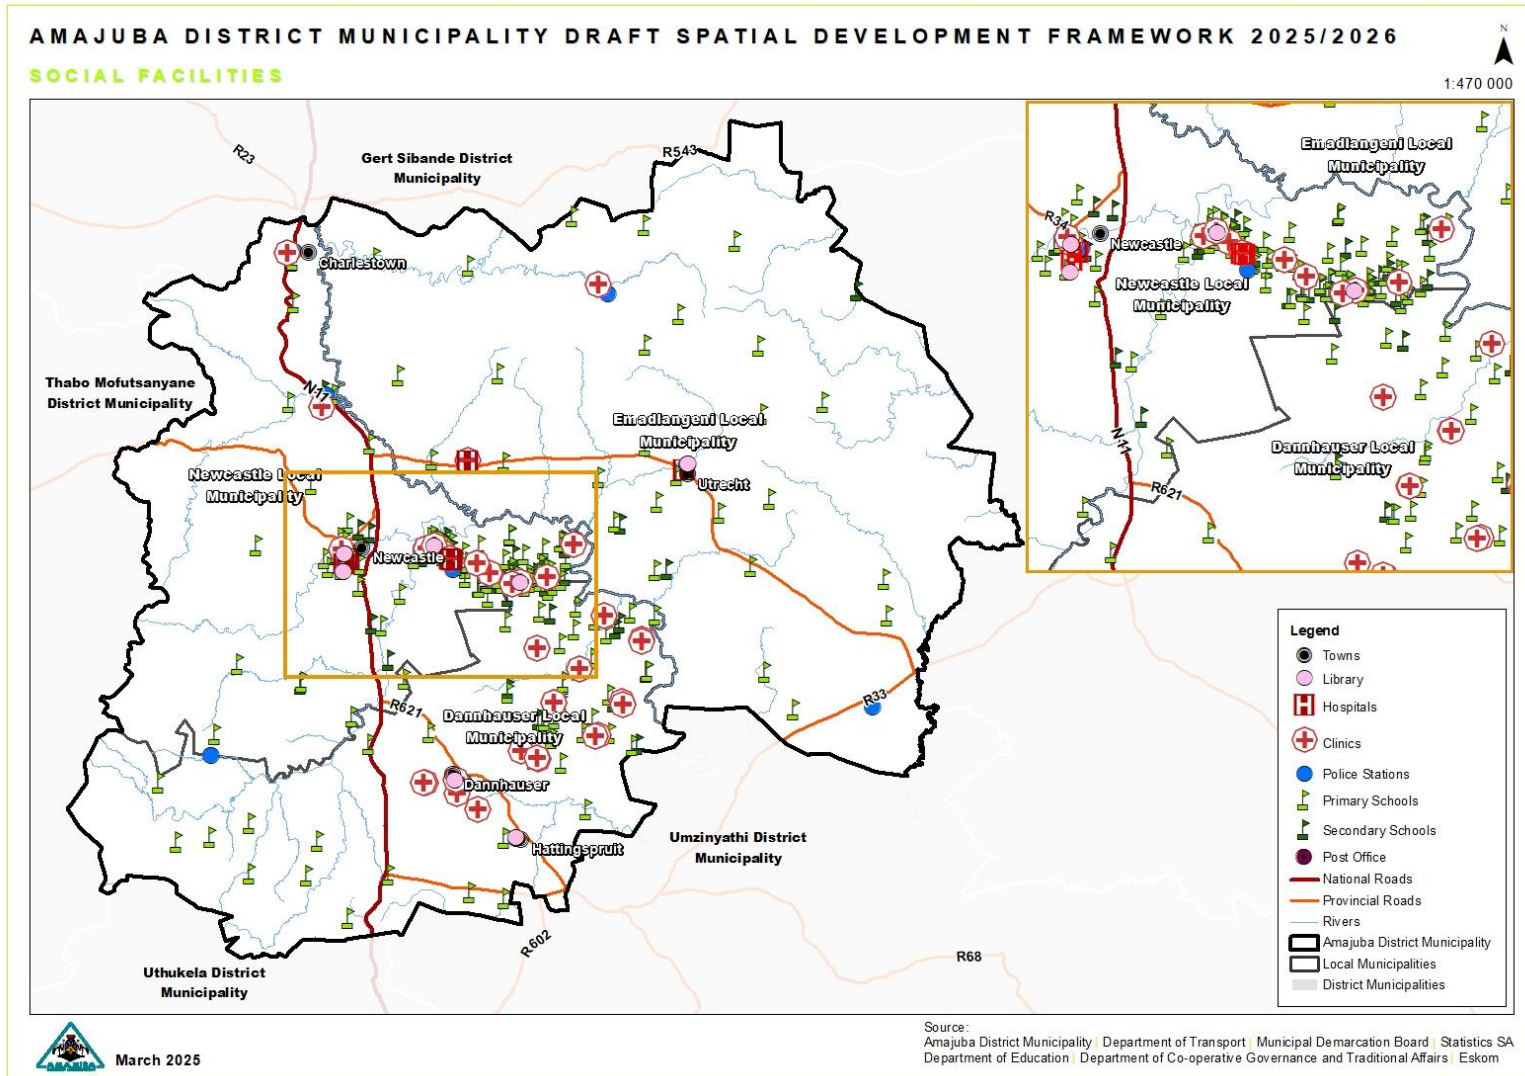 AMAJUBA DISTRICT MUNICIPALITY DRAFT SPATIAL DEVELOPMENT FRAMEWORK 2025/2026
SOCIAL FACILITIES
N
1:470 000
R23
Gert Sibande District
Municipality
R543
Charlestown
Thabo Mofutsanyane
District Municipality
N11
Emadlangeni Local
Municipality
Newcastle Local
Municipality
Utrecht
Newcastle
R621
Dannhauser Local
Municipality
R33
Dannhauser
Hattingspruit
Umzinyathi District
Municipality
R602
R68
Uthukela District
Municipality
Emadlangeni Local
Municipality
R34
Newcastle
Newcastle Local
Municipality
N11
Dannhauser Local
Municipality
R621
Legend
Towns
Library
Hospitals
Clinics
Police Stations
Primary Schools
Secondary Schools
Post Office
National Roads
Provincial Roads
Rivers
Amajuba District Municipality
Local Municipalities
District Municipalities
AMAJUBA
March 2025
Source:
Amajuba District Municipality | Department of Transport | Municipal Demarcation Board | Statistics SA
Department of Education | Department of Co-operative Governance and Traditional Affairs | Eskom